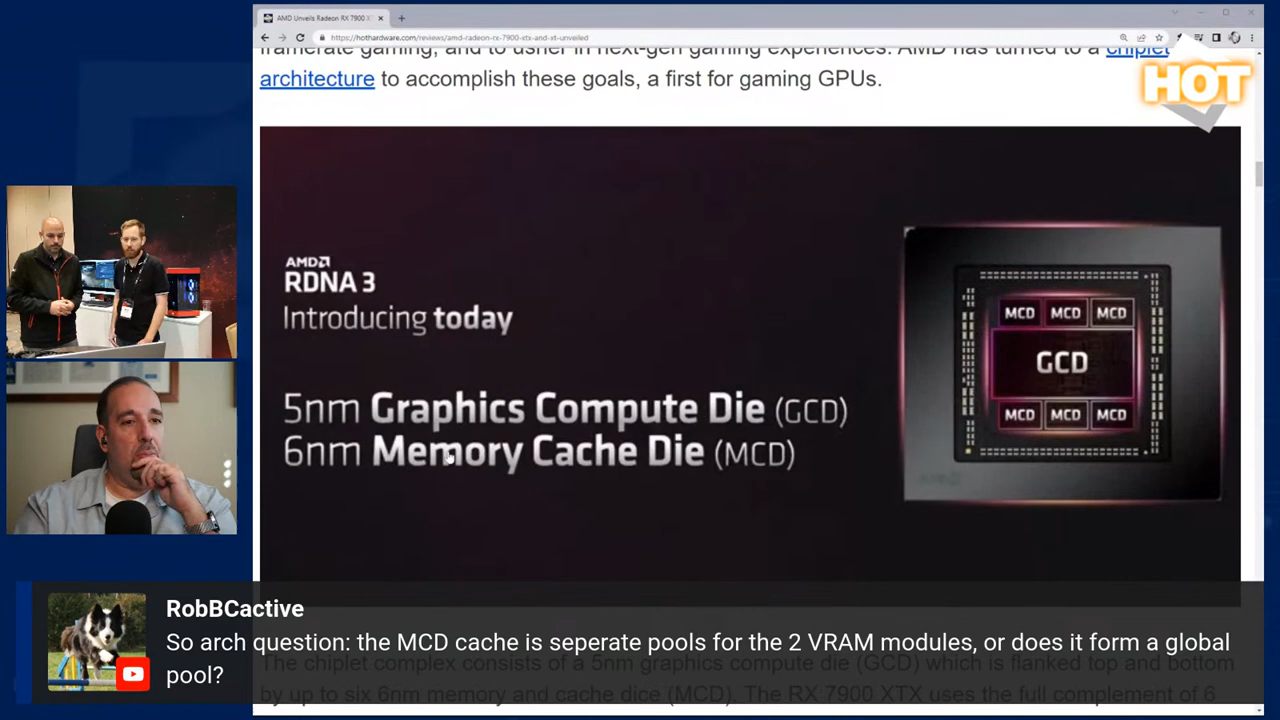 AMD Unveils Radeon RX 7900 XT
https://hothardware.com/reviews/amd-radeon-rx-7900-xtx-and-xt-unveiled
framerate gaming, and to usher in next-gen gaming experiences. AMD has turned to a chiplet
architecture to accomplish these goals, a first for gaming GPUs.
HOT
AMD
RDNA 3
Introducing today
5nm Graphics Compute Die (GCD)
6nm Memory Cache Die (MCD)
MCD MCD MCD
GCD
MCD MCD MCD
RobBCactive
So arch question: the MCD cache is seperate pools for the 2 VRAM modules, or does it form a global
pool?
The chiplet complex consists of a 5nm graphics compute die (GCD) which is flanked top and bottom
by up to six 6nm memory and cache dice (MCD). The RX 7900 XTX uses the full complement of 6